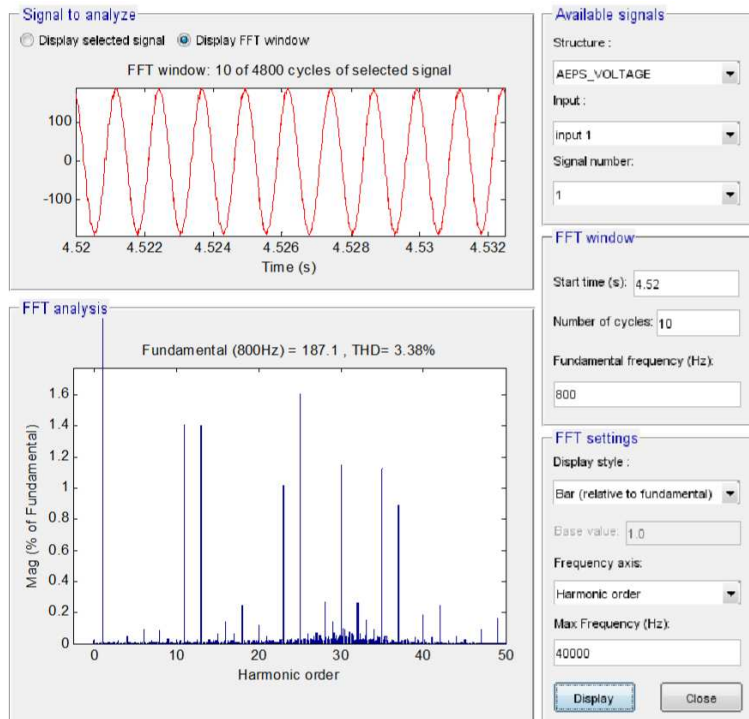 Signal to analyze
Display selected signal Display FFT window
FFT window: 10 of 4800 cycles of selected signal
100
0
-100
4.52 4.522 4.524 4.526 4.528 4.53 4.532
Time (s)
FFT analysis
Fundamental (800Hz) = 187.1 , THD= 3.38%
Mag (% of Fundamental)
1.6
1.4
1.2
1
0.8
0.6
0.4
0.2
0
0 10 20 30 40 50
Harmonic order
Available signals
Structure :
AEPS_VOLTAGE
Input :
input 1
Signal number:
1
FFT window
Start time (s): 4.52
Number of cycles: 10
Fundamental frequency (Hz):
800
FFT settings
Display style :
Bar (relative to fundamental)
Base value: 1.0
Frequency axis:
Harmonic order
Max Frequency (Hz):
40000
Display Close